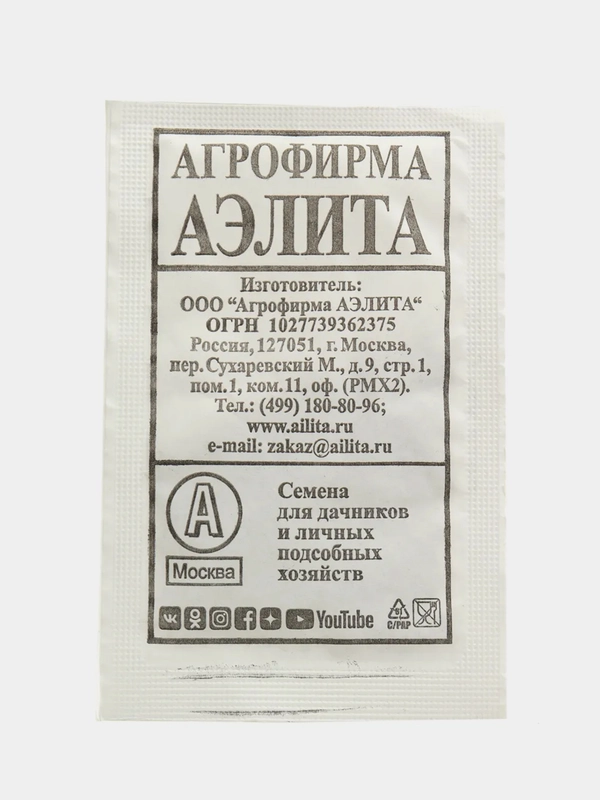 АГРОФИРМА
АЭЛИТА
Изготовитель:
ООО “Агрофирма АЭЛИТА“
ОГРН 1027739362375
Россия, 127051, г. Москва,
пер. Сухаревский М., д. 9, стр. 1,
пом. 1, ком. 11, оф. (РМХ2).
Тел.: (499) 180-80-96;
www.ailita.ru
e-mail: zakaz@ailita.ru
А
Москва
Семена
для дачников
и личных
подсобных
хозяйств
YouTube
C/PAP